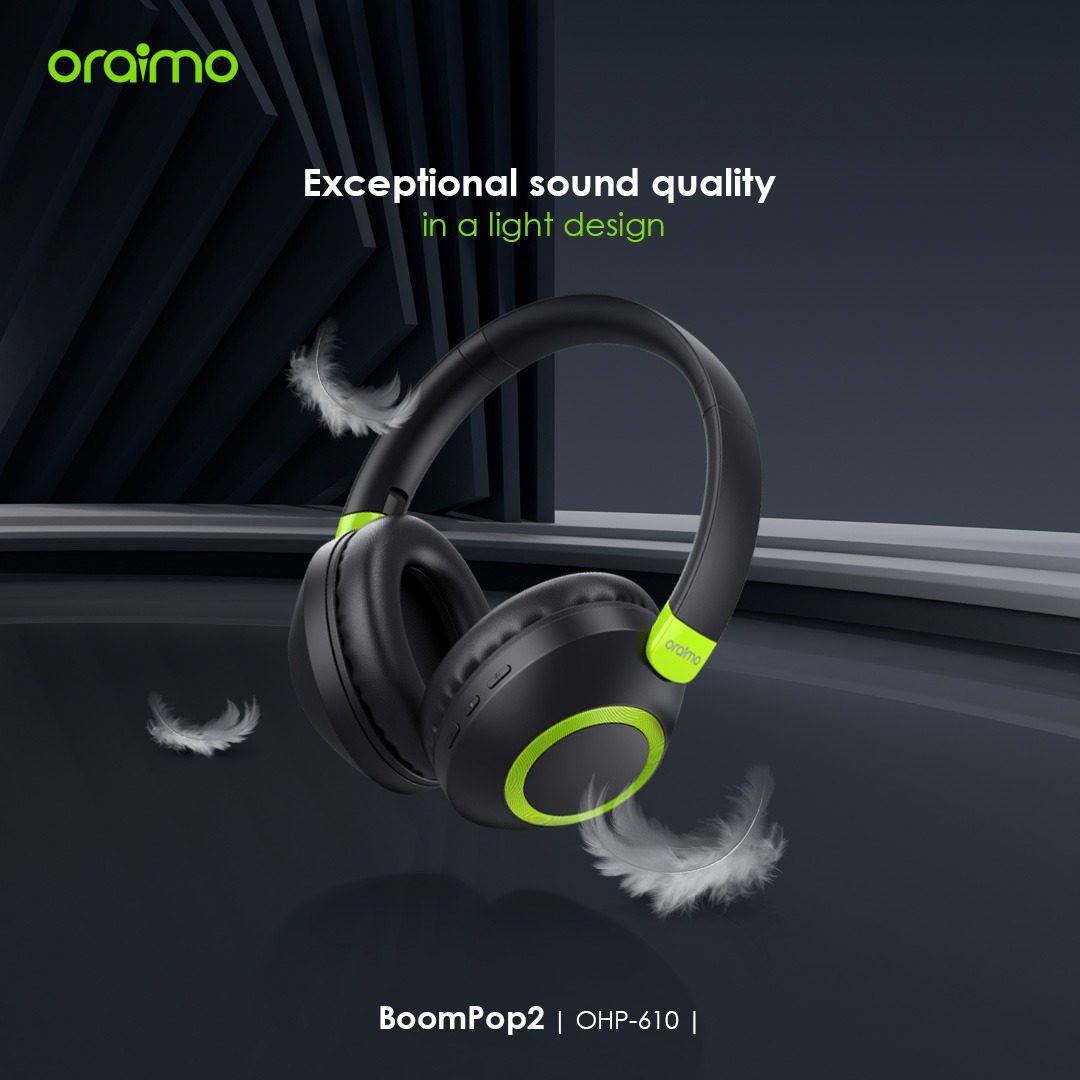 oraimo
Exceptional sound quality
in a light design
oraimo
BoomPop2 | OHP-610 |